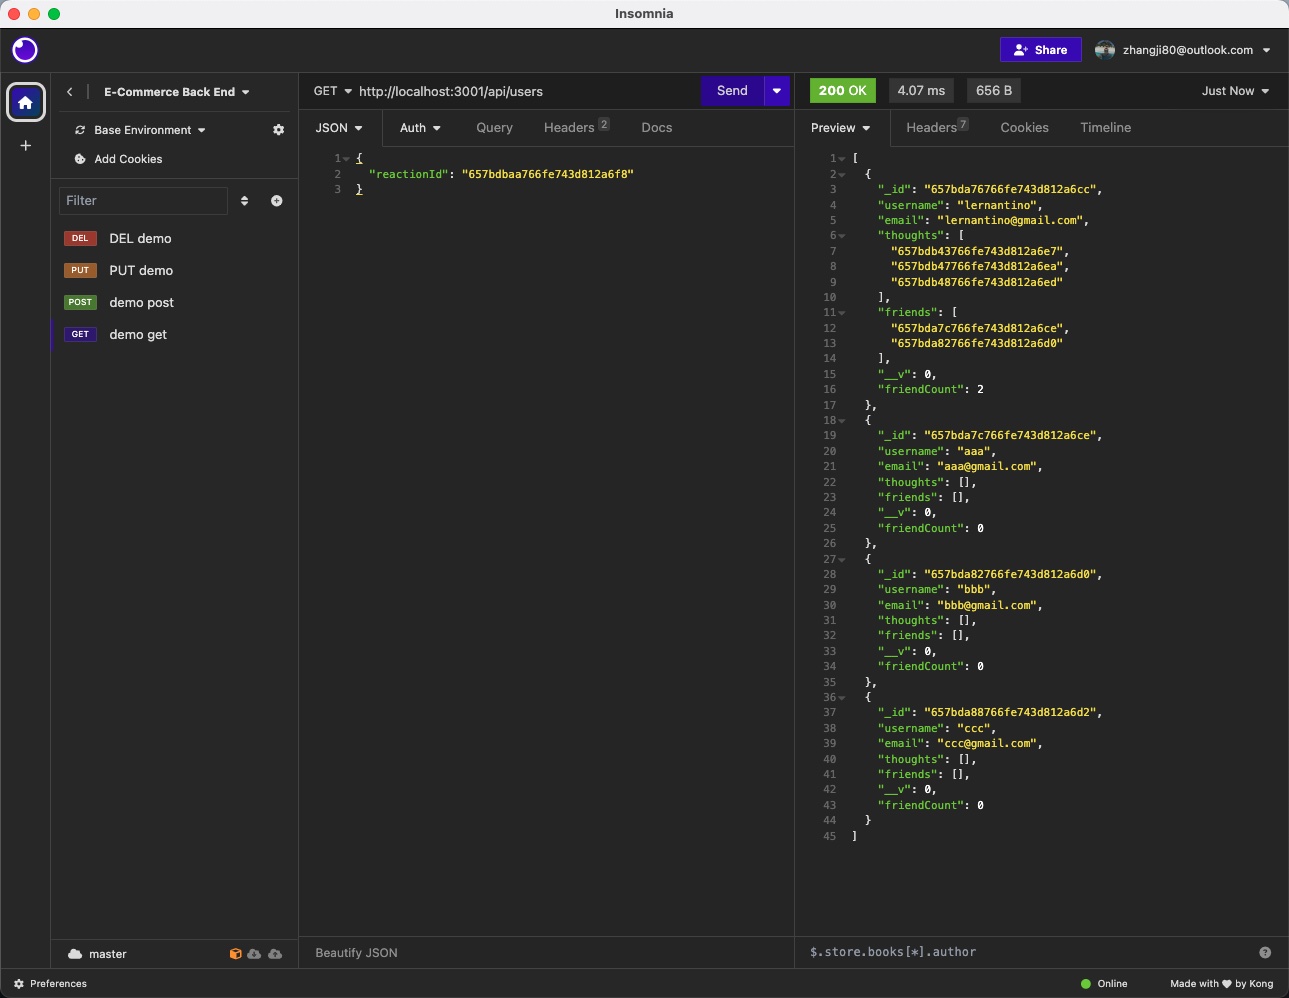 Insomnia
Share
zhangji80@outlook.com
E-Commerce Back End
Base Environment
Add Cookies
Filter
DEL DEL demo
PUT PUT demo
POST demo post
GET demo get
master
GET http://localhost:3001/api/users Send
JSON Auth Query Headers 2 Docs
1 {
2 "reactionId": "657bdbaa766fe743d812a6f8"
3 }
Beautify JSON
200 OK 4.07 ms 656 B Just Now
Preview Headers 7 Cookies Timeline
1 [
2 {
3 "_id": "657bda76766fe743d812a6cc",
4 "username": "lernantino",
5 "email": "lernantino@gmail.com",
6 "thoughts": [
7 "657bdb43766fe743d812a6e7",
8 "657bdb47766fe743d812a6ea",
9 "657bdb48766fe743d812a6ed"
10 ],
11 "friends": [
12 "657bda7c766fe743d812a6ce",
13 "657bda82766fe743d812a6d0"
14 ],
15 "__v": 0,
16 "friendCount": 2
17 },
18 {
19 "_id": "657bda7c766fe743d812a6ce",
20 "username": "aaa",
21 "email": "aaa@gmail.com",
22 "thoughts": [],
23 "friends": [],
24 "__v": 0,
25 "friendCount": 0
26 },
27 {
28 "_id": "657bda82766fe743d812a6d0",
29 "username": "bbb",
30 "email": "bbb@gmail.com",
31 "thoughts": [],
32 "friends": [],
33 "__v": 0,
34 "friendCount": 0
35 },
36 {
37 "_id": "657bda88766fe743d812a6d2",
38 "username": "ccc",
39 "email": "ccc@gmail.com",
40 "thoughts": [],
41 "friends": [],
42 "__v": 0,
43 "friendCount": 0
44 }
45 ]
$.store.books[*].author
Preferences
Online
Made with ♥ by Kong